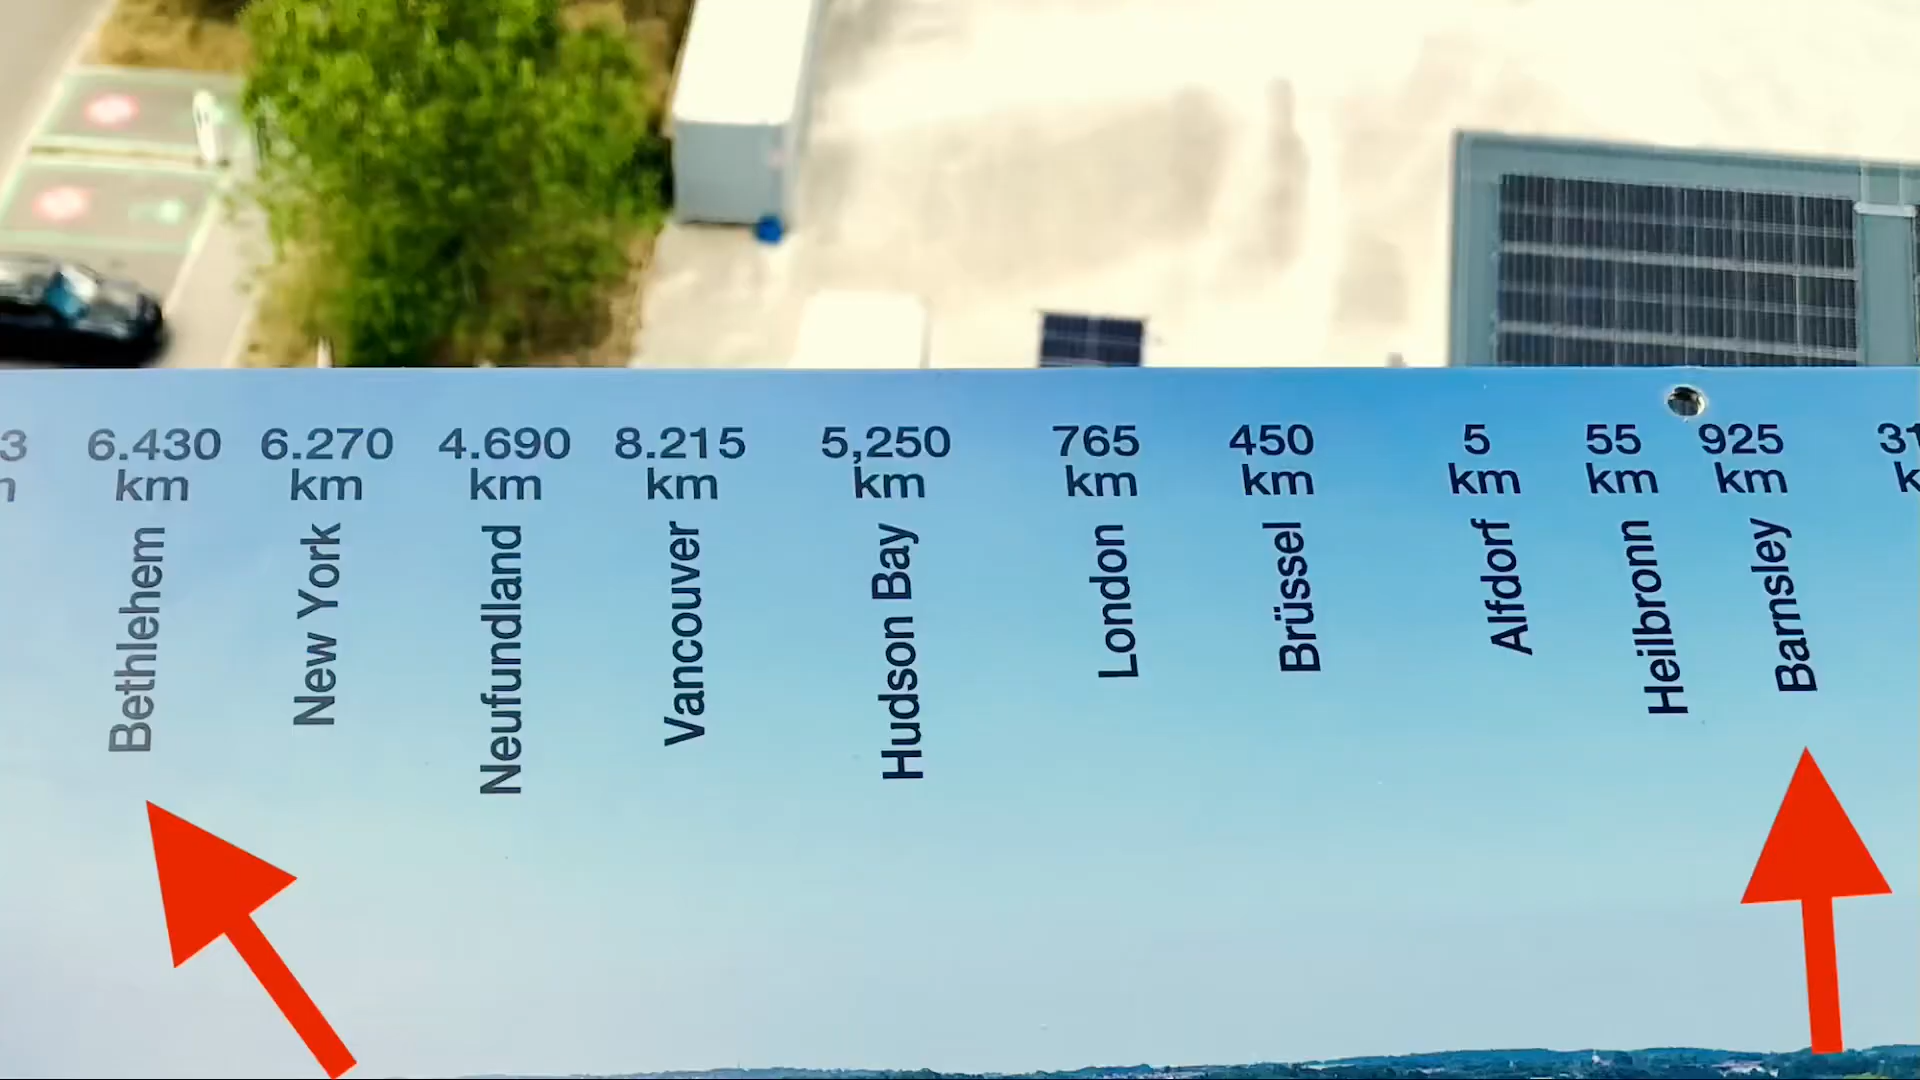 6.430 km Bethlehem
6.270 km New York
4.690 km Neufundland
8.215 km Vancouver
5,250 km Hudson Bay
765 km London
450 km Brüssel
5 km Alfdorf
55 km Heilbronn
925 km Barnsley